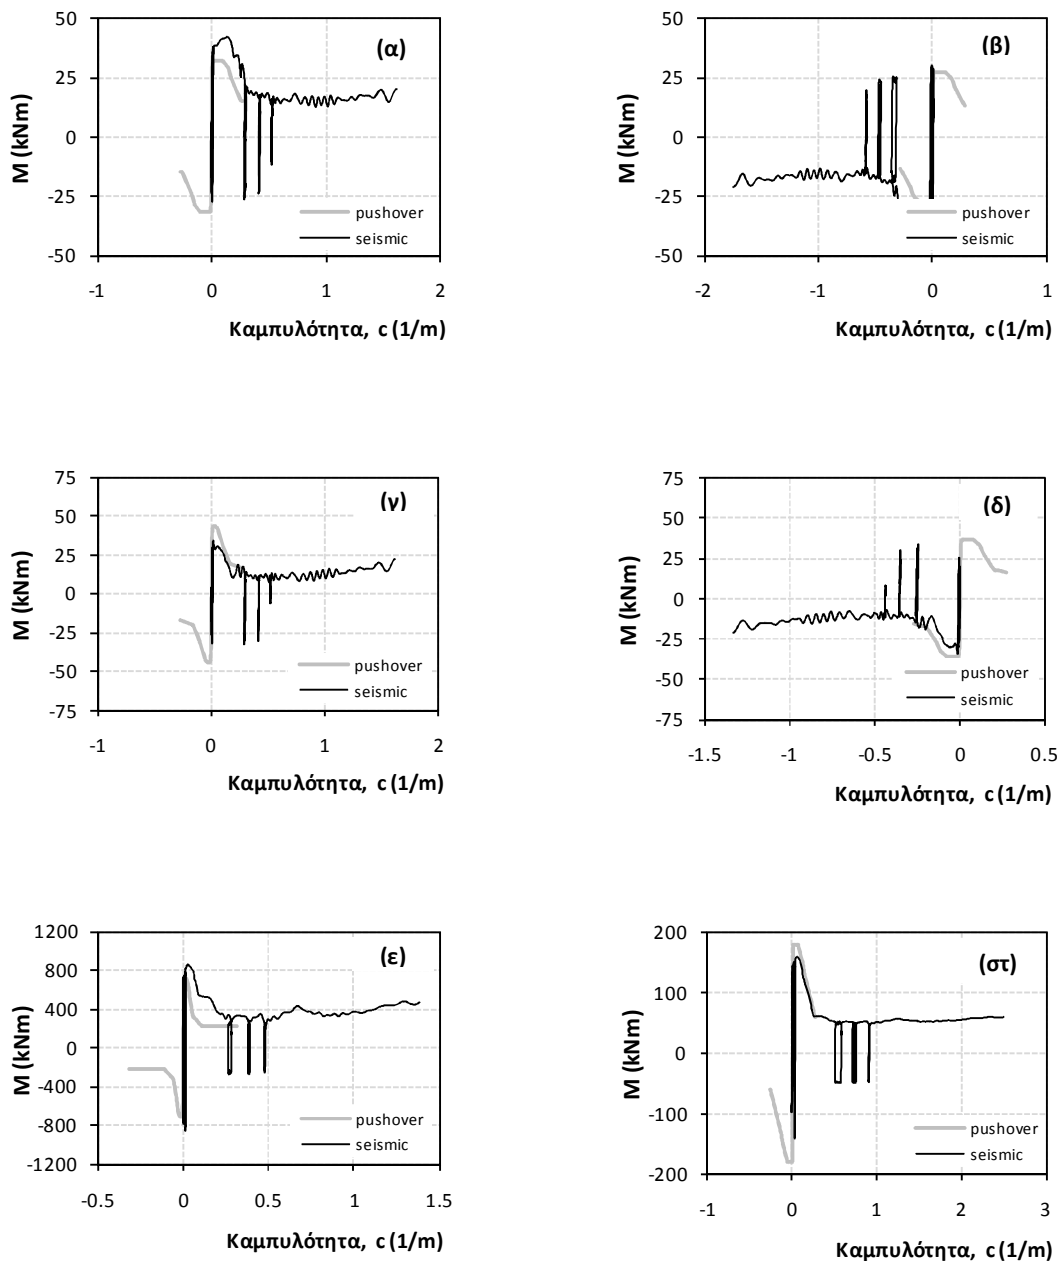 (α)
50
25
0
-25
-50
M (kNm)
pushover
seismic
-1 0 1 2
Καμπυλότητα, c (1/m)
(β)
50
25
0
-25
-50
M (kNm)
pushover
seismic
-2 -1 0 1
Καμπυλότητα, c (1/m)
(γ)
75
50
25
0
-25
-50
-75
M (kNm)
pushover
seismic
-1 0 1 2
Καμπυλότητα, c (1/m)
(δ)
75
50
25
0
-25
-50
-75
M (kNm)
pushover
seismic
-1.5 -1 -0.5 0 0.5
Καμπυλότητα, c (1/m)
(ε)
1200
800
400
0
-400
-800
-1200
M (kNm)
pushover
seismic
-0.5 0 0.5 1 1.5
Καμπυλότητα, c (1/m)
(στ)
200
100
0
-100
-200
M (kNm)
pushover
seismic
-1 0 1 2 3
Καμπυλότητα, c (1/m)